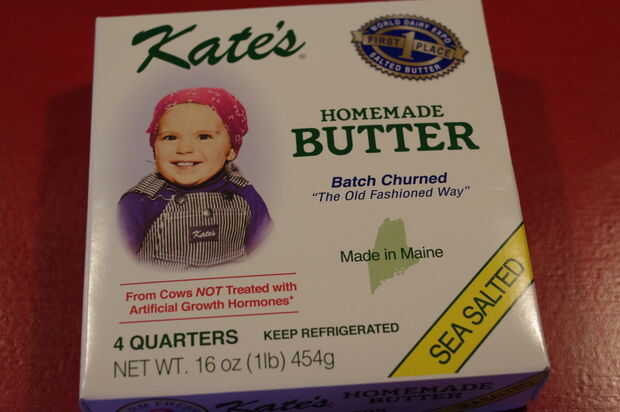 Kate's®
WORLD DAIRY EXPO
FIRST 1 PLACE
SALTED BUTTER
HOMEMADE
BUTTER
Batch Churned
"The Old Fashioned Way"
Kate's
Made in Maine
From Cows NOT Treated with
Artificial Growth Hormones*
SEA SALTED
4 QUARTERS KEEP REFRIGERATED
NET WT. 16 oz (1lb) 454g
Kate's HOMEMADE
BUTTER